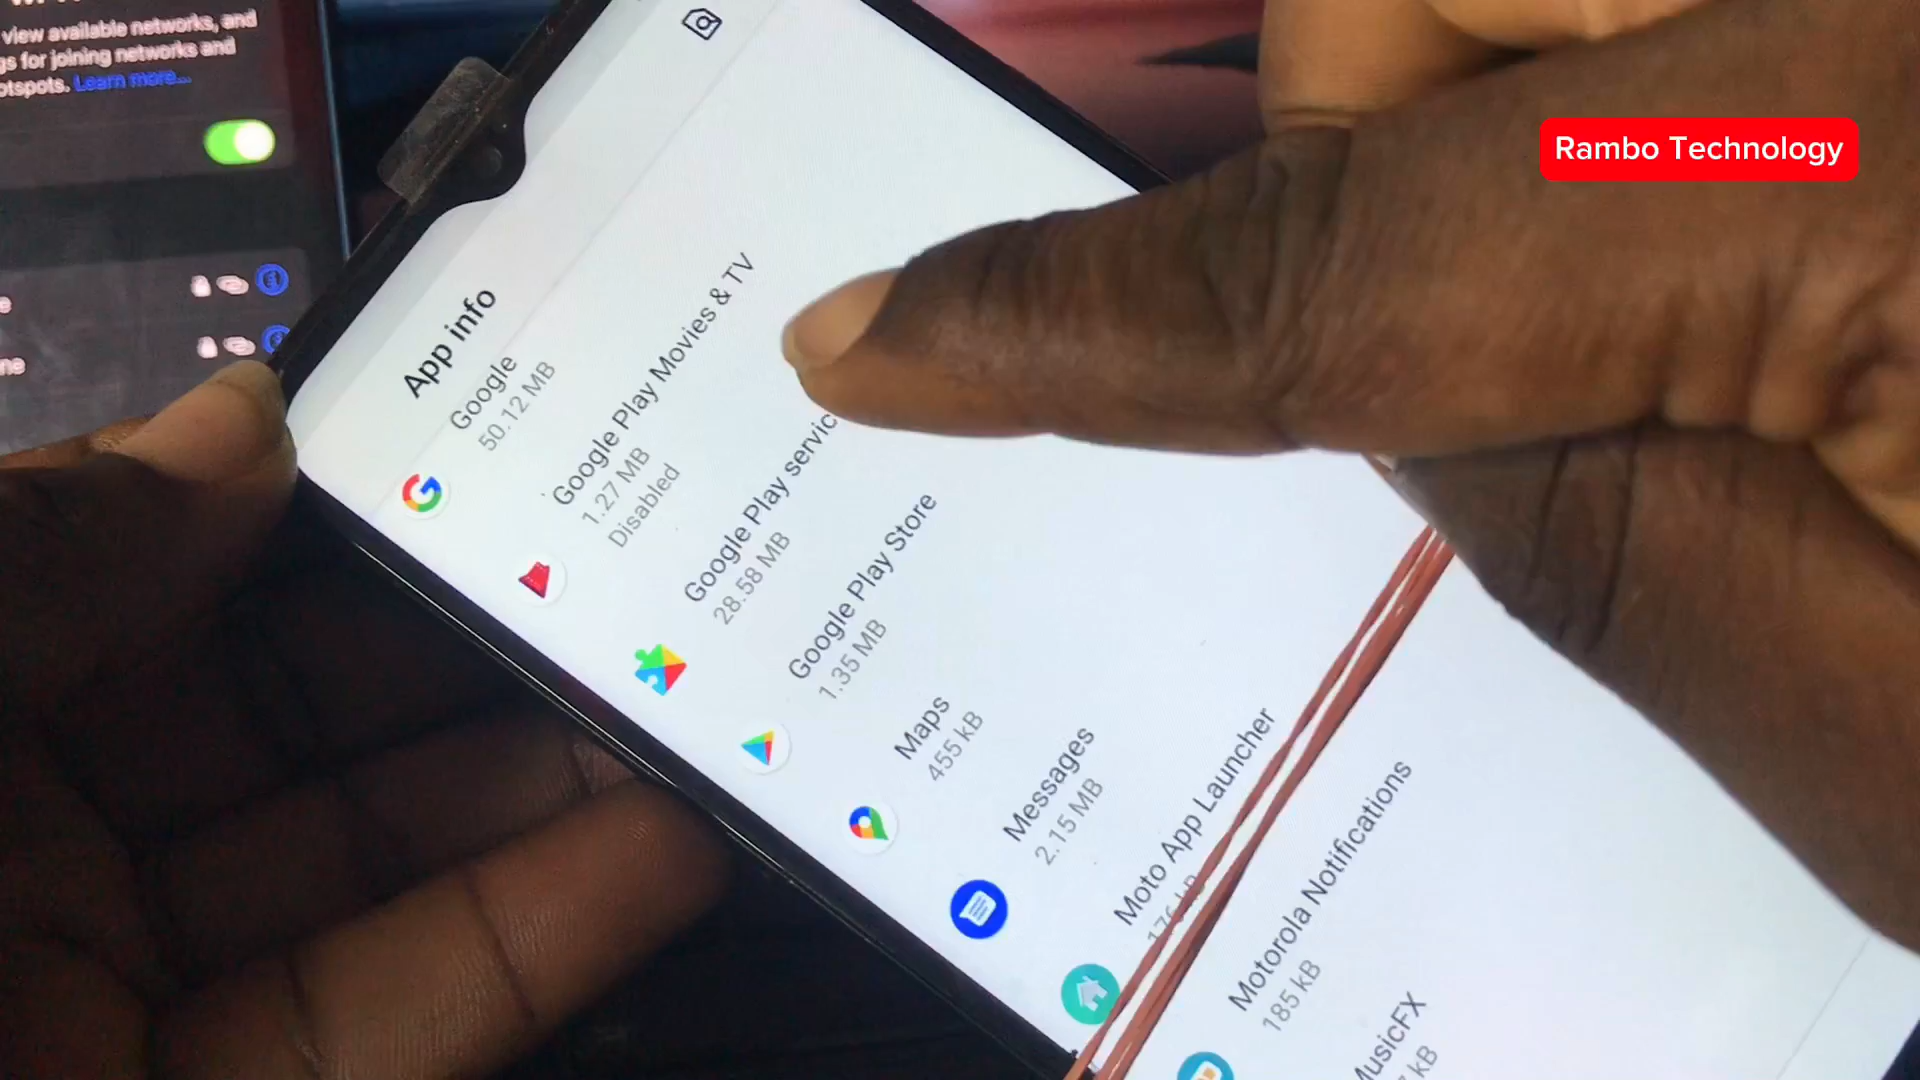 view available networks, and
for joining networks and
Learn more...
Rambo Technology
App info
Google
50.12 MB
Google Play Movies & TV
1.27 MB
Disabled
Google Play servic
28.58 MB
Google Play Store
1.35 MB
Maps
455 kB
Messages
2.15 MB
Moto App Launcher
Motorola Notifications
185 kB
MusicFX
kB